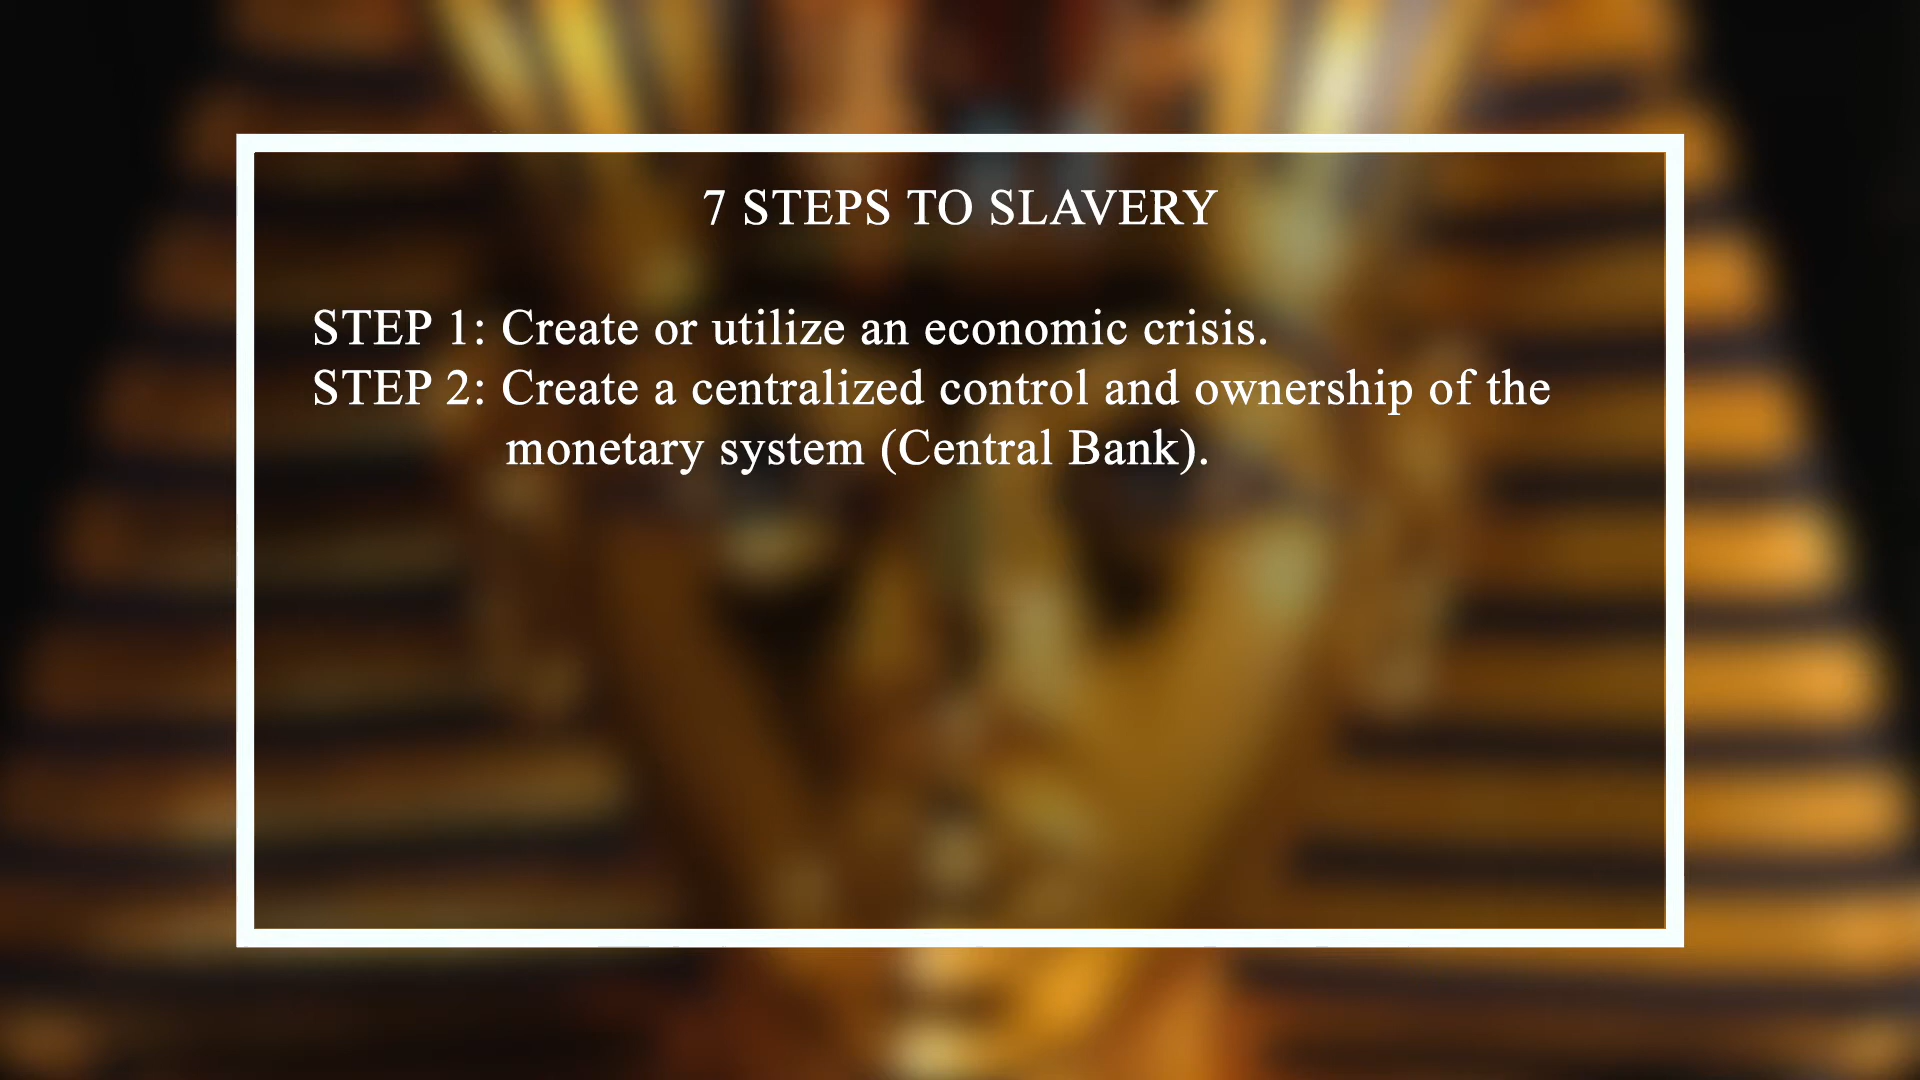 7 STEPS TO SLAVERY
STEP 1: Create or utilize an economic crisis.
STEP 2: Create a centralized control and ownership of the
monetary system (Central Bank).